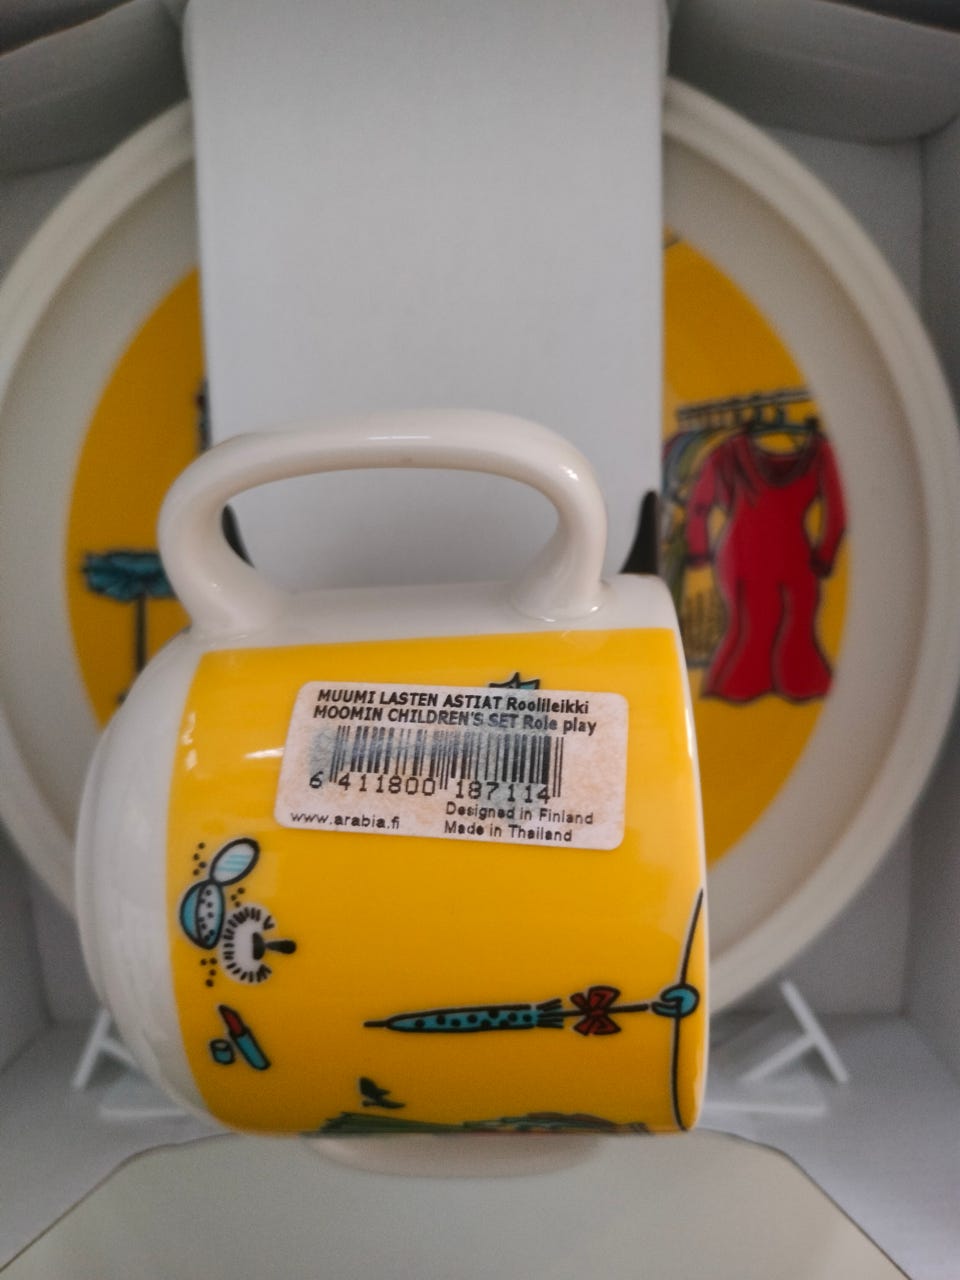 MUUMI LASTEN ASTIAT Roolileikki
MOOMIN CHILDREN'S SET Role play
6 411800 187114
www.arabia.fi
Designed in Finland
Made in Thailand